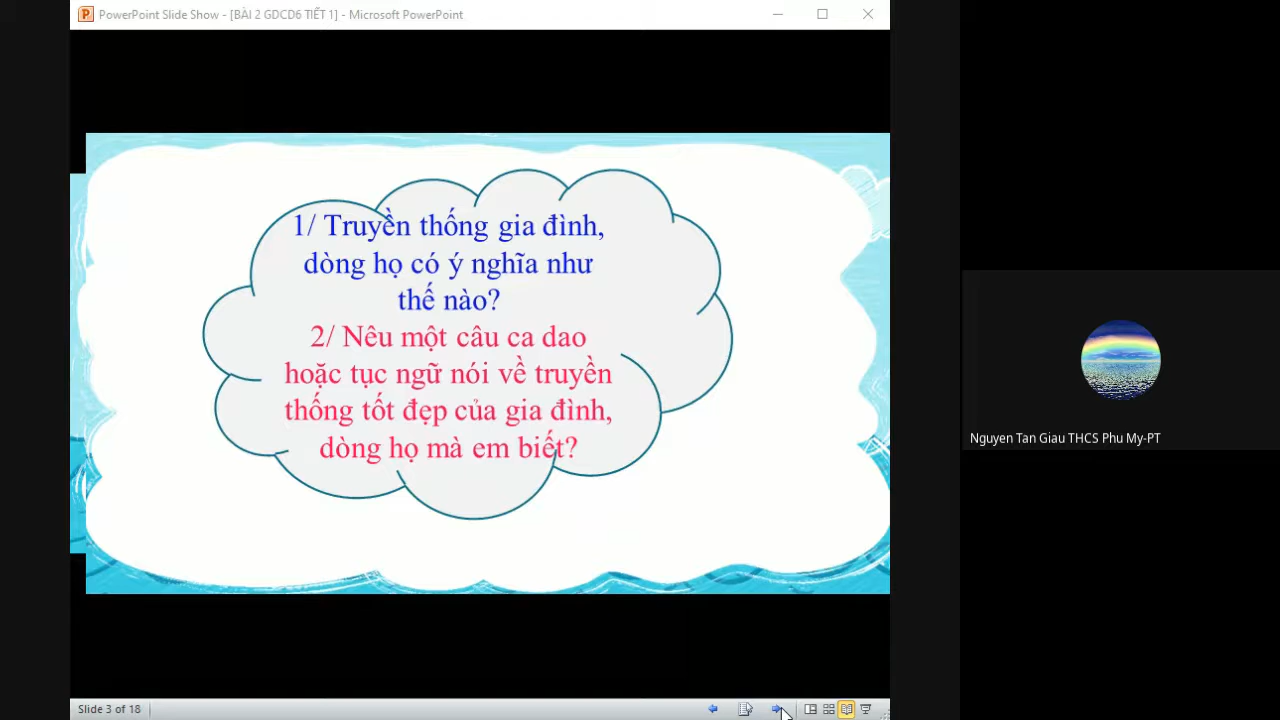 PowerPoint Slide Show - [BÀI 2 GDCD6 TIẾT 1] - Microsoft PowerPoint
1/ Truyền thống gia đình,
dòng họ có ý nghĩa như
thế nào?
2/ Nêu một câu ca dao
hoặc tục ngữ nói về truyền
thống tốt đẹp của gia đình,
dòng họ mà em biết?
Nguyen Tan Giau THCS Phu My-PT
Slide 3 of 18